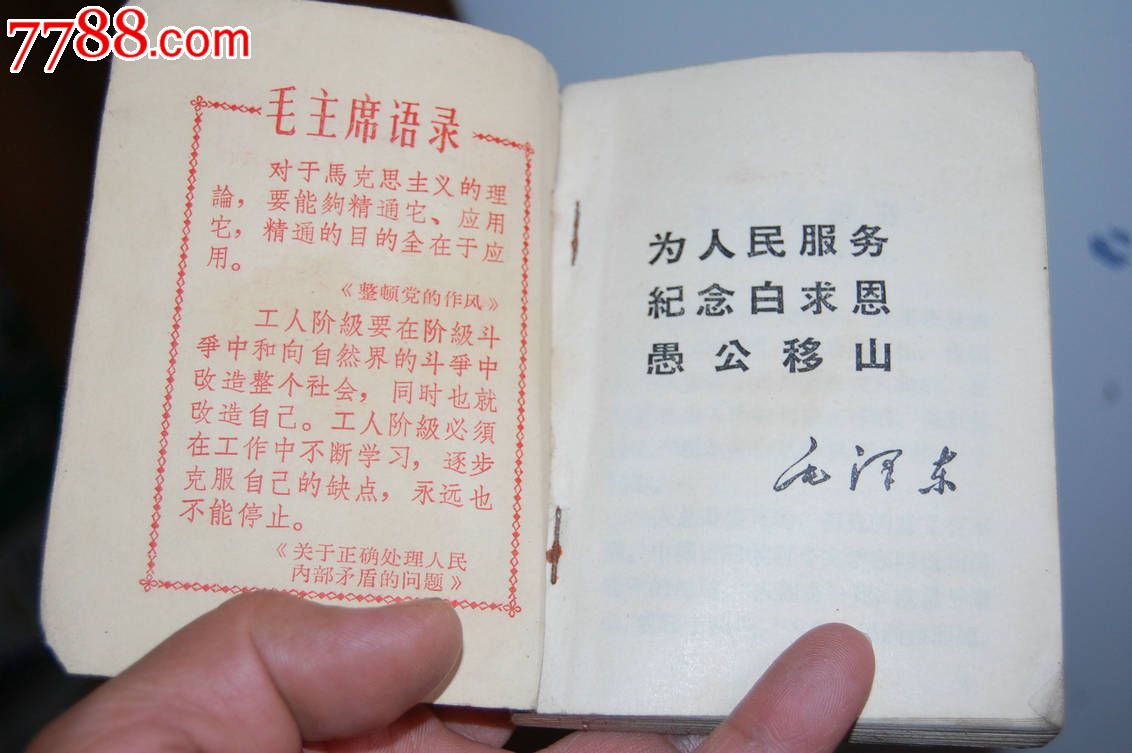 7788.com
毛主席语录
对于馬克思主义的理
論，要能夠精通它、应用
它，精通的目的全在于应
用。
《整顿党的作风》
工人阶級要在阶級斗
爭中和向自然界的斗爭中
改造整个社会，同时也就
改造自己。工人阶級必須
在工作中不断学习，逐步
克服自己的缺点，永远也
不能停止。
《关于正确处理人民
内部矛盾的问题》
为人民服务
紀念白求恩
愚公移山
毛泽东